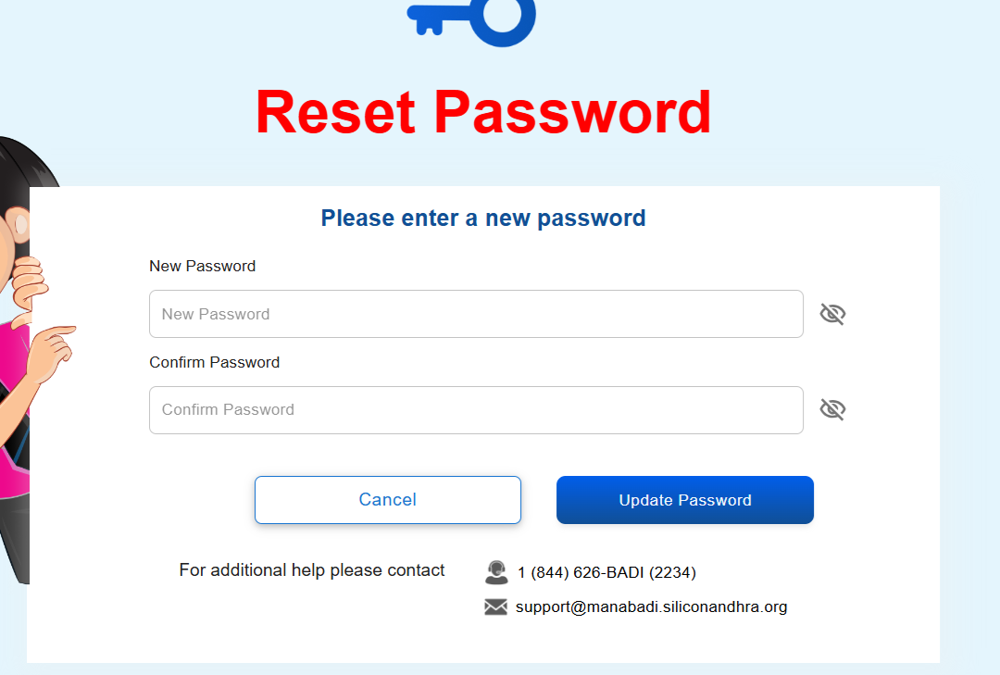 Reset Password
Please enter a new password
New Password
New Password
Confirm Password
Confirm Password
Cancel
Update Password
For additional help please contact
1 (844) 626-BADI (2234)
support@manabadi.siliconandhra.org